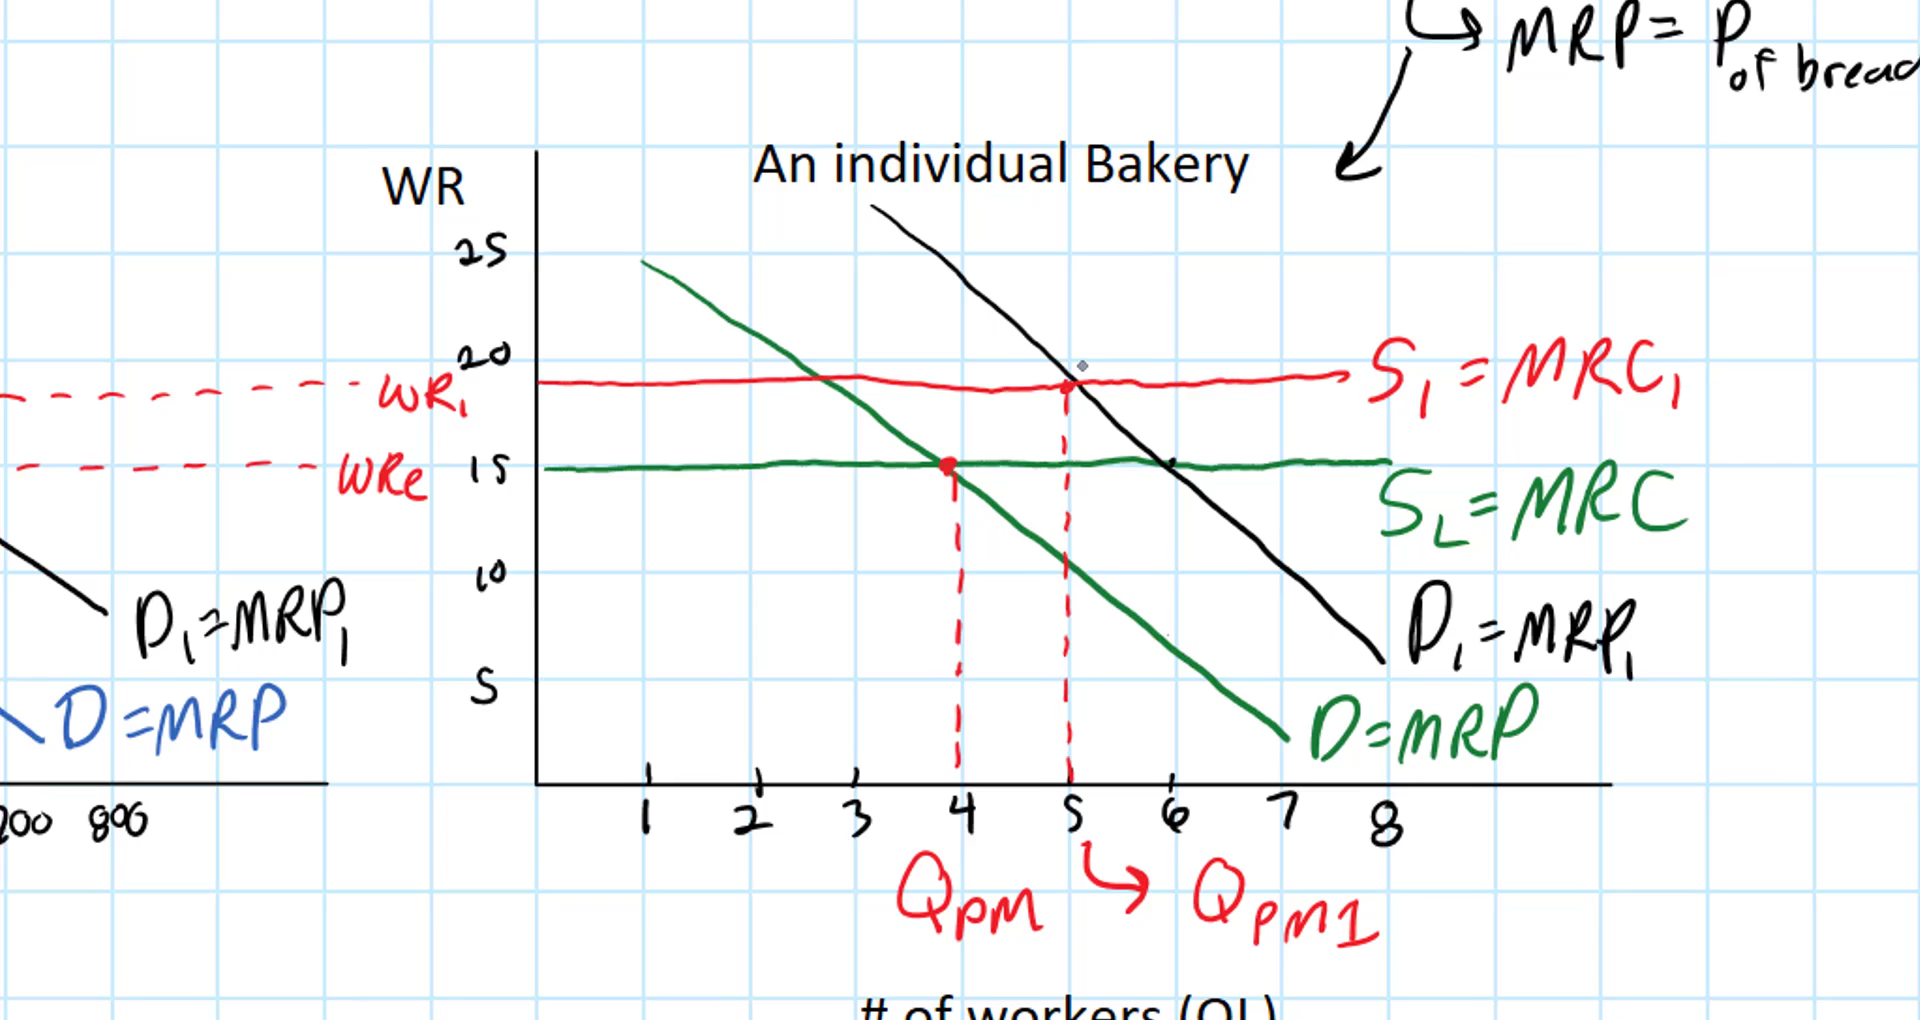 MRP = P of bread
An individual Bakery
WR
25
20
WR1
S1 = MRC1
WRe
15
SL = MRC
10
D1 = MRP1
D1 = MRP1
5
D = MRP
D = MRP
800
1 2 3 4 5 6 7 8
QPM QPM1
# of workers (QL)